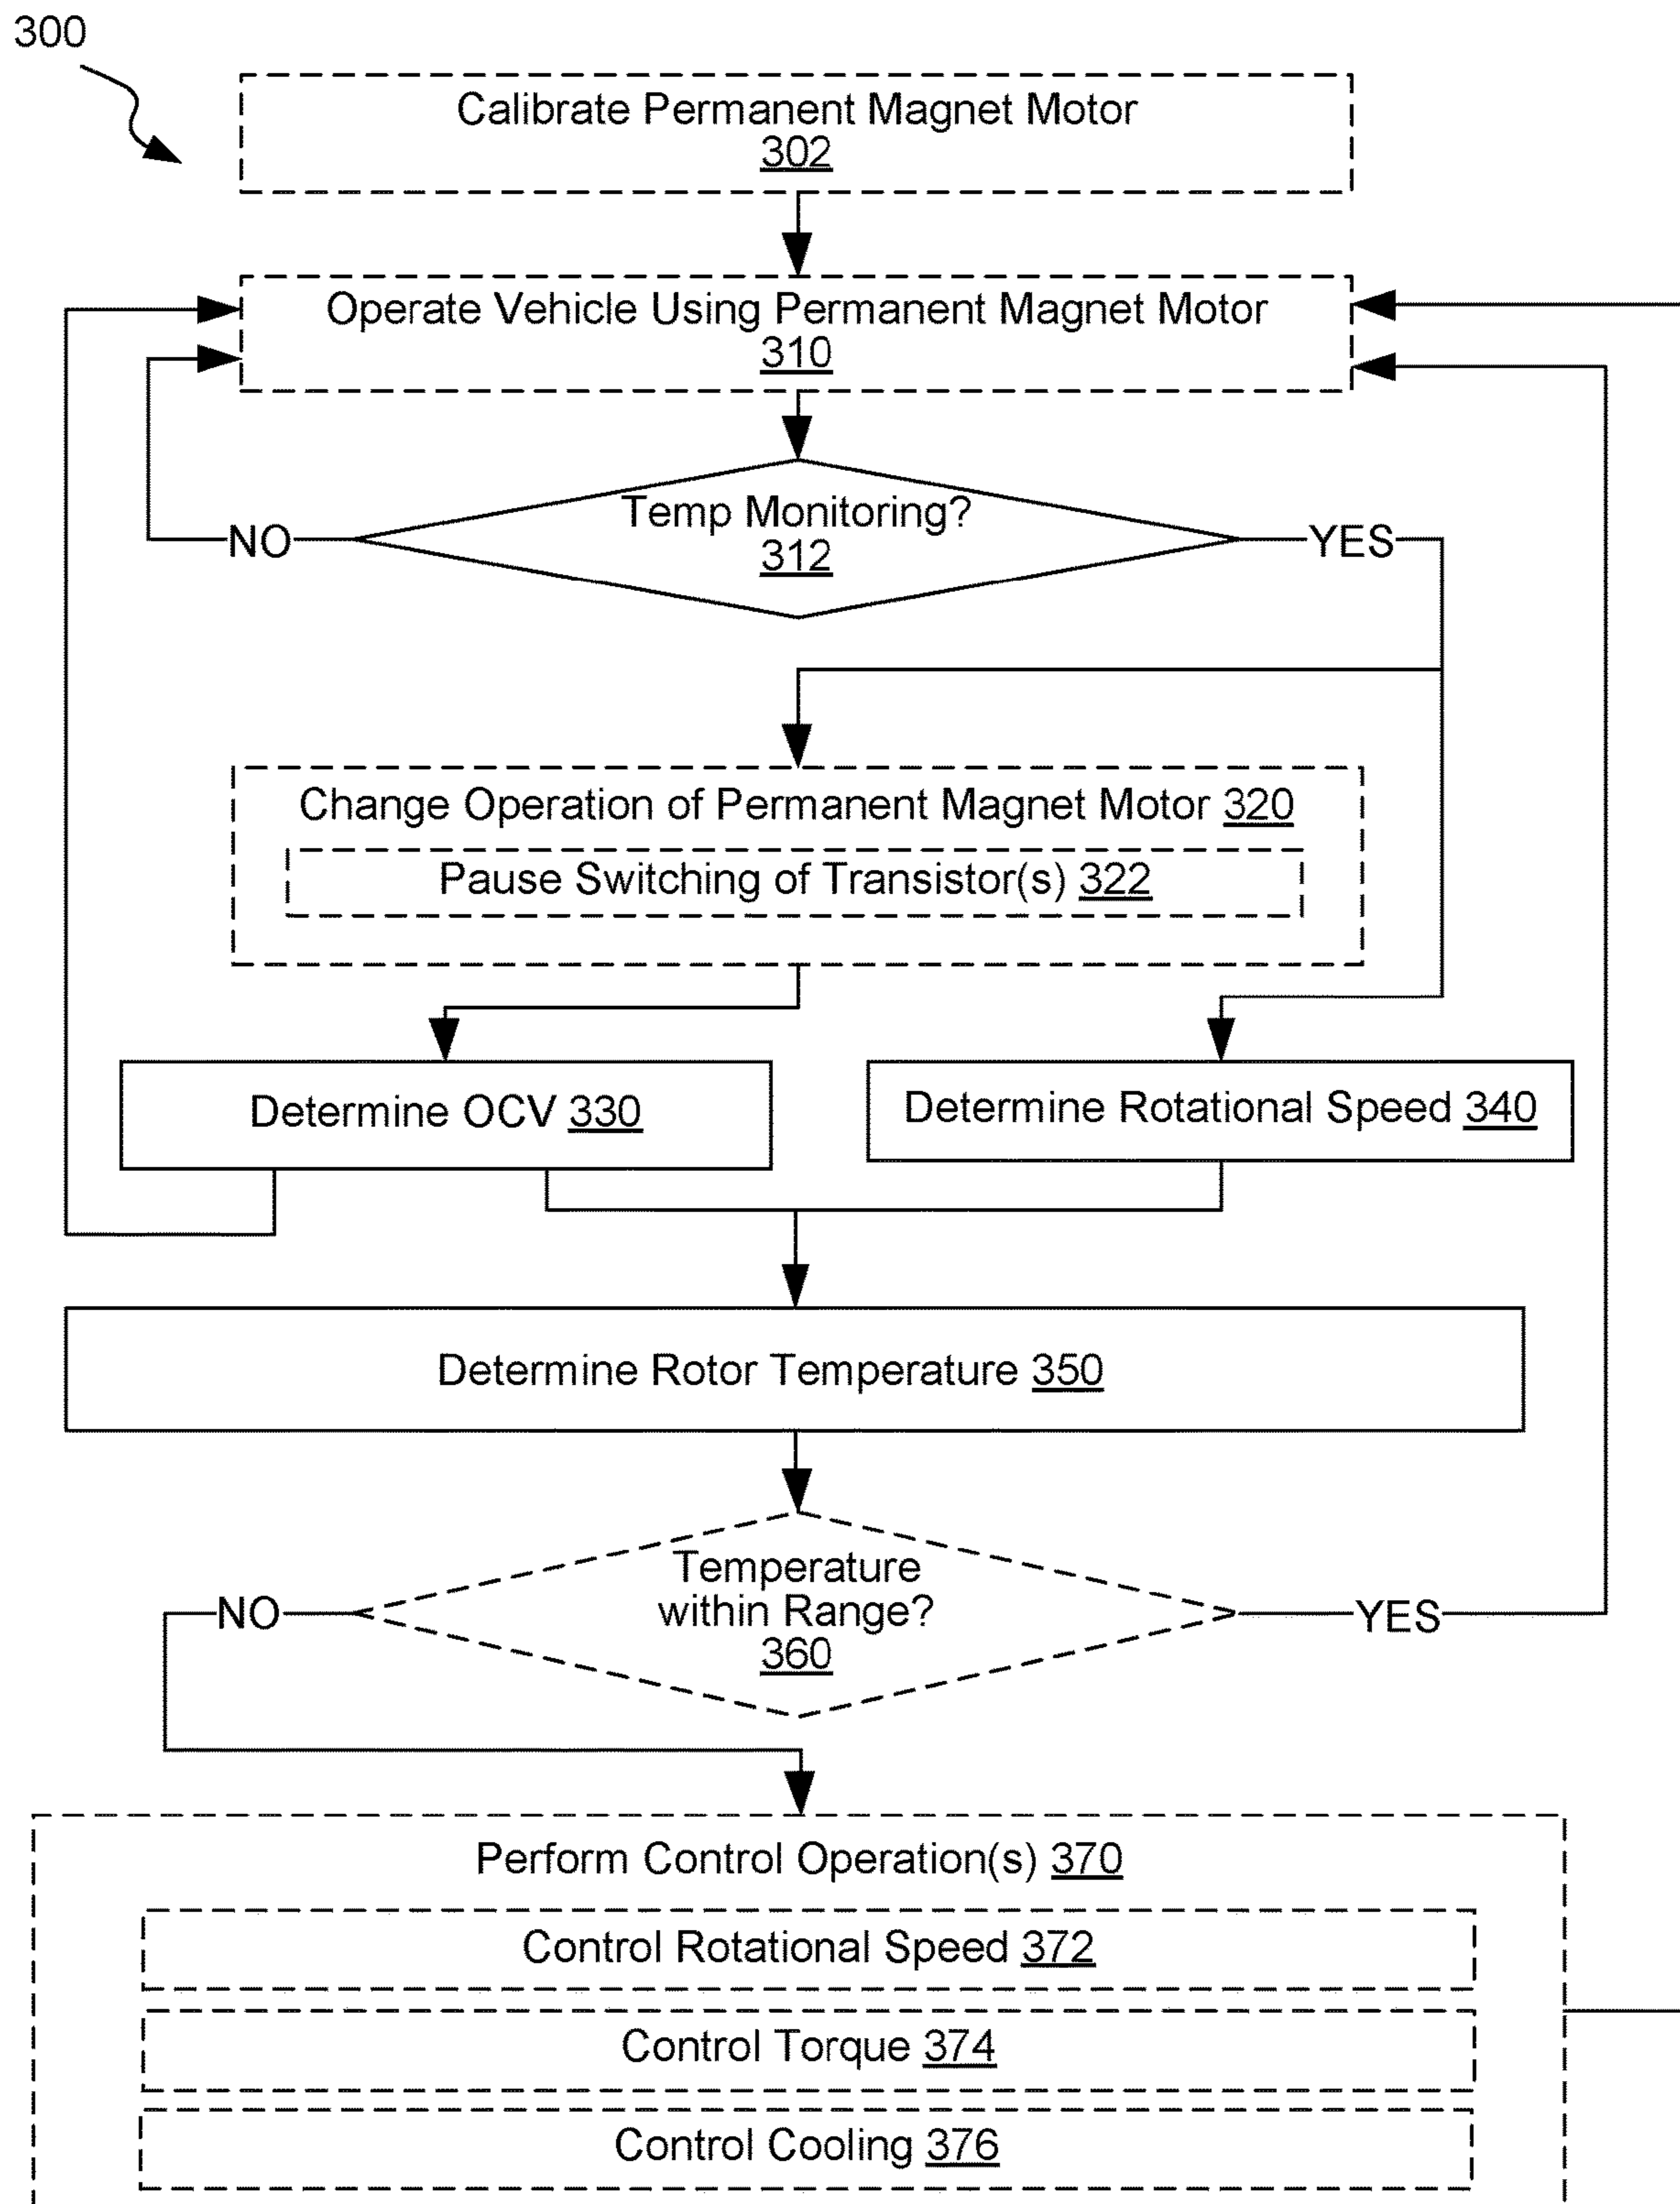 300
Calibrate Permanent Magnet Motor
302
Operate Vehicle Using Permanent Magnet Motor
310
Temp Monitoring?
312
NO
YES
Change Operation of Permanent Magnet Motor 320
Pause Switching of Transistor(s) 322
Determine OCV 330
Determine Rotational Speed 340
Determine Rotor Temperature 350
Temperature
within Range?
360
NO
YES
Perform Control Operation(s) 370
Control Rotational Speed 372
Control Torque 374
Control Cooling 376